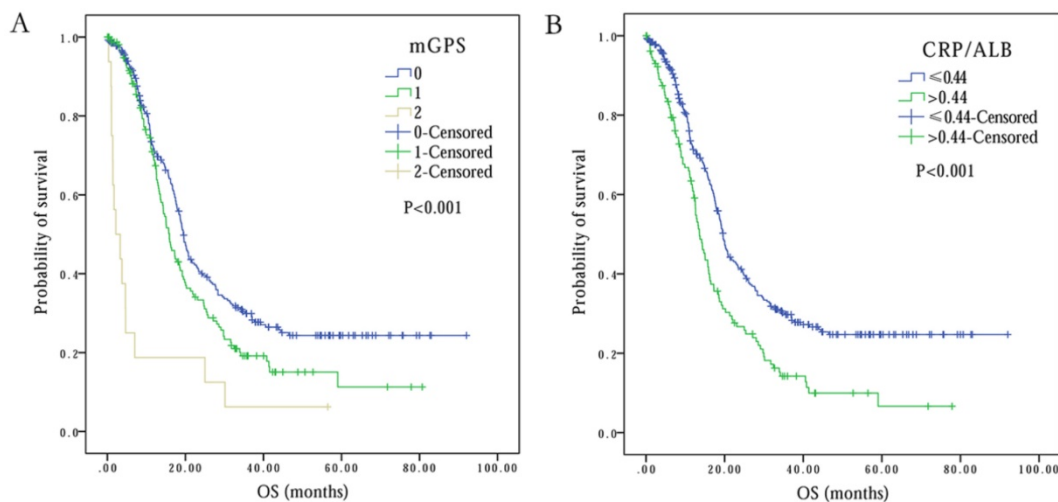 A
mGPS
0
1
2
0-Censored
1-Censored
2-Censored
P<0.001
Probability of survival
1.0
0.8
0.6
0.4
0.2
0.0
.00
20.00
40.00
60.00
80.00
100.00
OS (months)
B
CRP/ALB
≤0.44
>0.44
≤0.44-Censored
>0.44-Censored
P<0.001
Probability of survival
1.0
0.8
0.6
0.4
0.2
0.0
.00
20.00
40.00
60.00
80.00
100.00
OS (months)